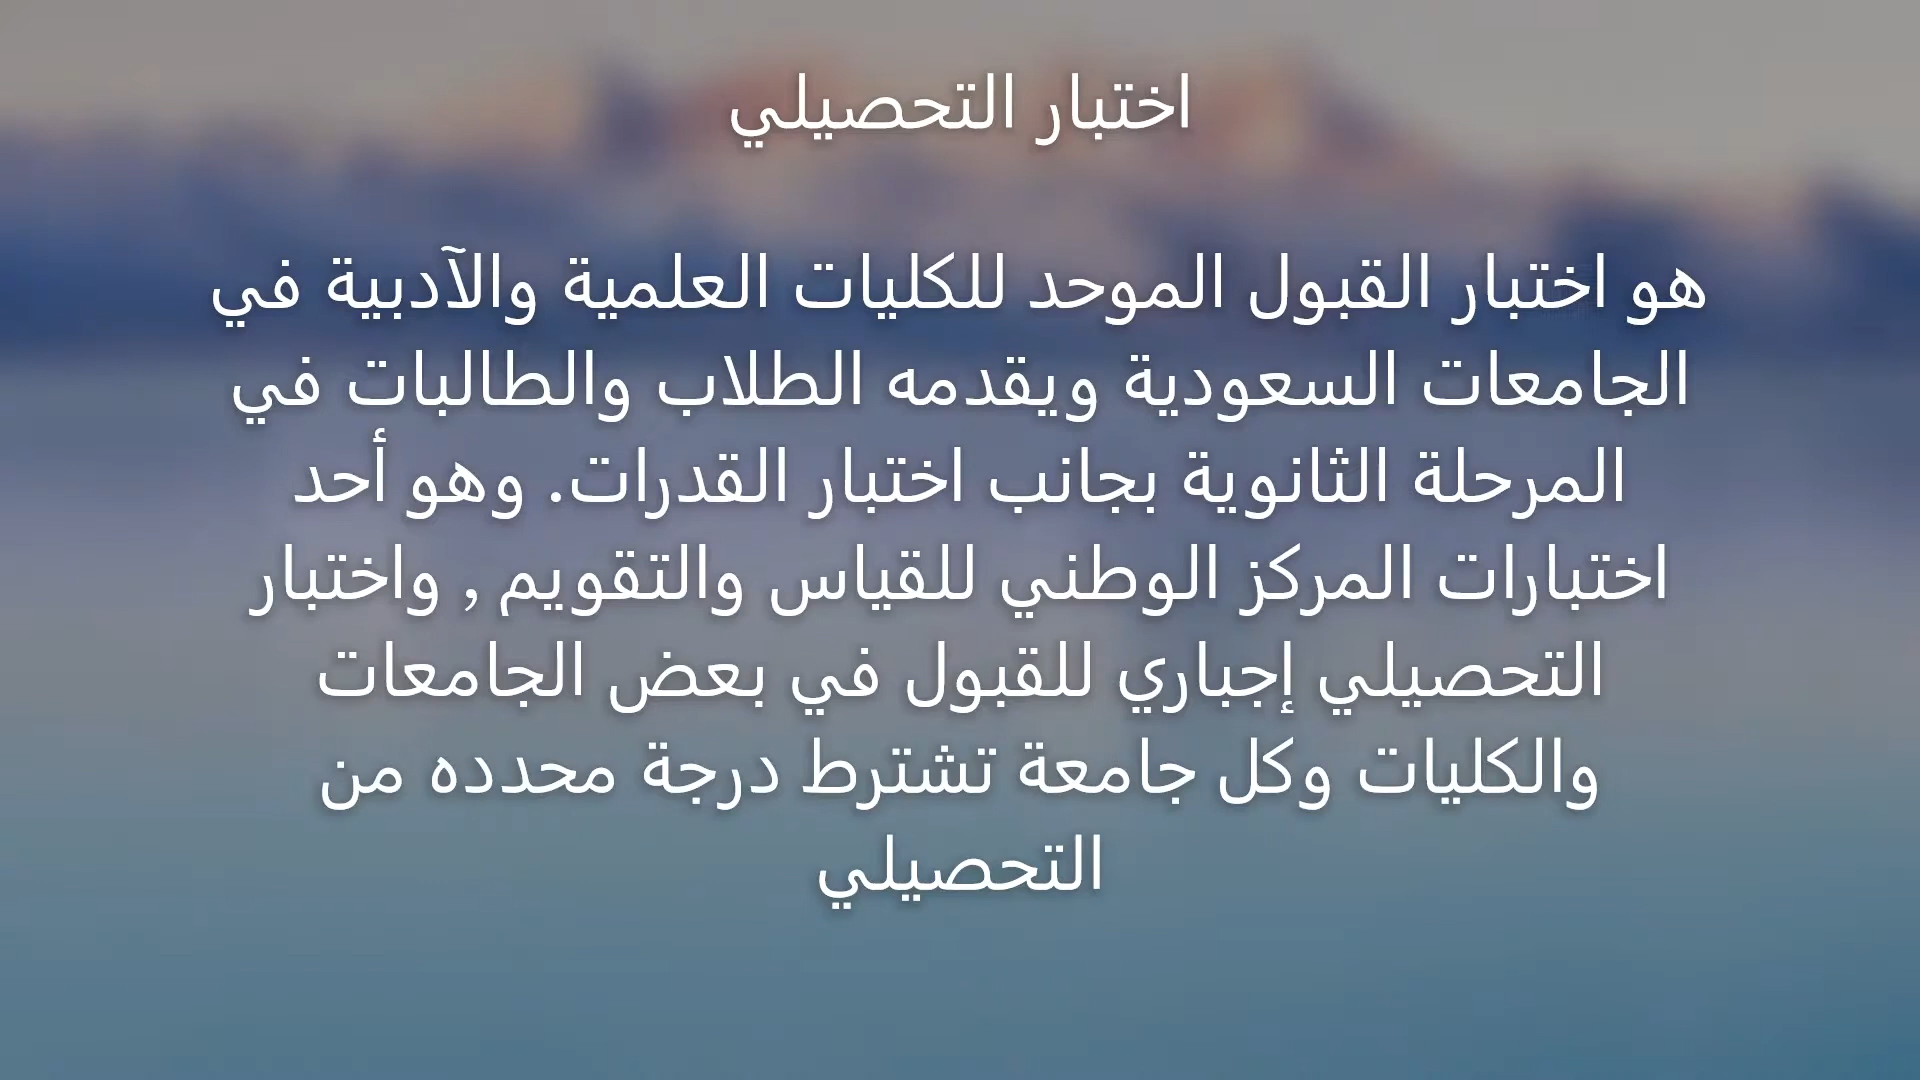 اختبار التحصيلي
هو اختبار القبول الموحد للكليات العلمية والآدبية في
الجامعات السعودية ويقدمه الطلاب والطالبات في
المرحلة الثانوية بجانب اختبار القدرات. وهو أحد
اختبارات المركز الوطني للقياس والتقويم , واختبار
التحصيلي إجباري للقبول في بعض الجامعات
والكليات وكل جامعة تشترط درجة محدده من
التحصيلي